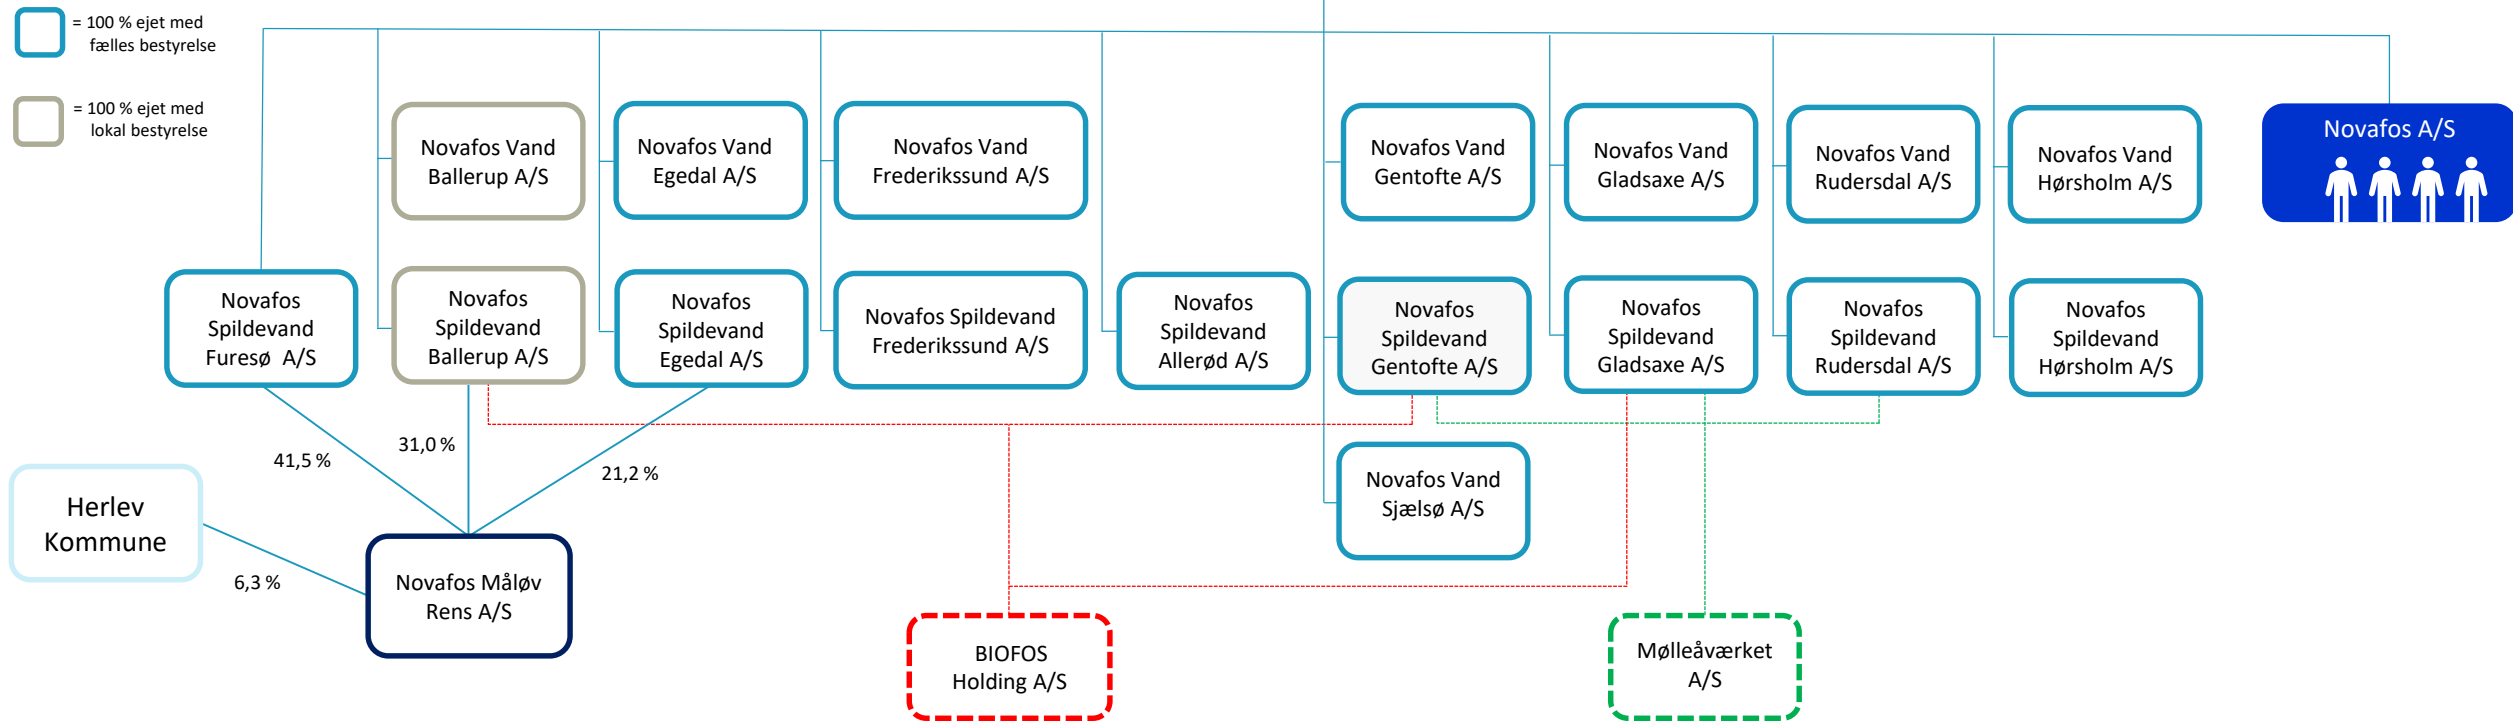 = 100 % ejet med
fælles bestyrelse
= 100 % ejet med
lokal bestyrelse
Novafos Vand
Ballerup A/S
Novafos Vand
Egedal A/S
Novafos Vand
Frederikssund A/S
Novafos Vand
Gentofte A/S
Novafos Vand
Gladsaxe A/S
Novafos Vand
Rudersdal A/S
Novafos Vand
Hørsholm A/S
Novafos A/S
Novafos
Spildevand
Furesø A/S
Novafos
Spildevand
Ballerup A/S
Novafos
Spildevand
Egedal A/S
Novafos Spildevand
Frederikssund A/S
Novafos
Spildevand
Allerød A/S
Novafos
Spildevand
Gentofte A/S
Novafos
Spildevand
Gladsaxe A/S
Novafos
Spildevand
Rudersdal A/S
Novafos
Spildevand
Hørsholm A/S
41,5 %
31,0 %
21,2 %
Novafos Vand
Sjælsø A/S
Herlev
Kommune
6,3 %
Novafos Måløv
Rens A/S
BIOFOS
Holding A/S
Mølleåværket
A/S